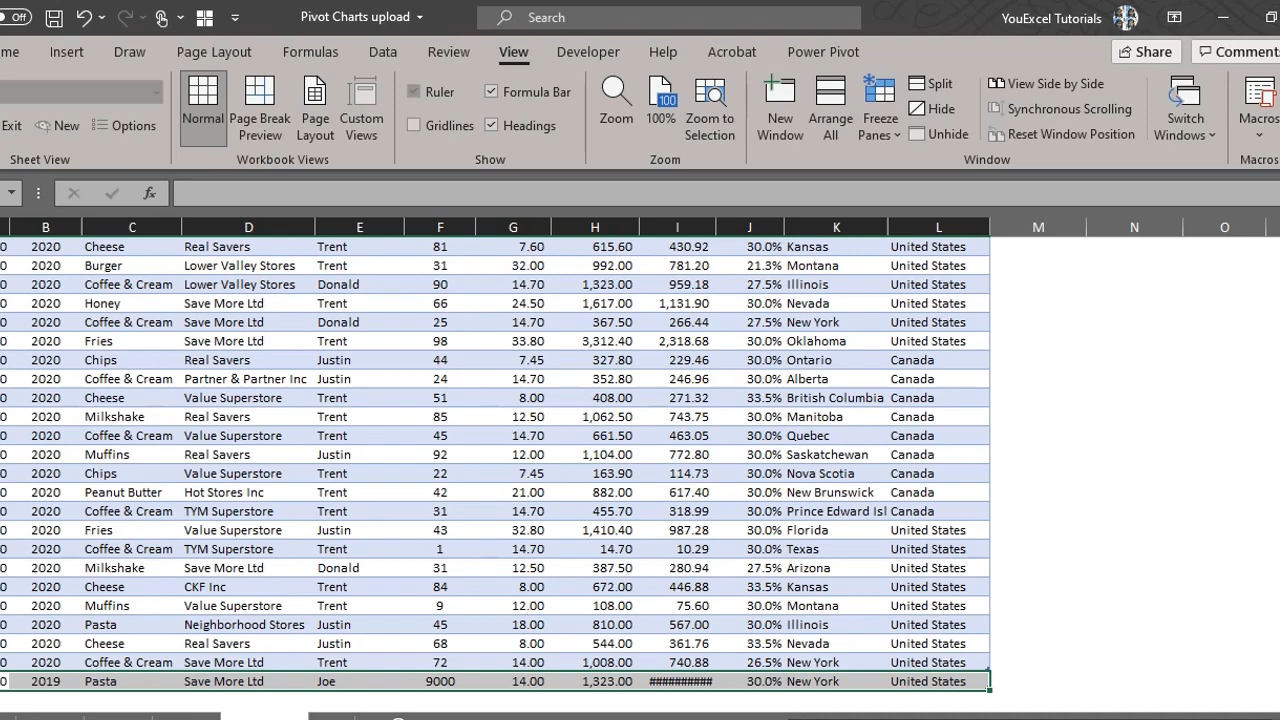 Off Pivot Charts upload Search YouExcel Tutorials
Insert Draw Page Layout Formulas Data Review View Developer Help Acrobat Power Pivot Share Comment
Exit New Options
Sheet View
Normal Page Break Preview Page Layout Custom Views
Workbook Views
Ruler Formula Bar
Gridlines Headings
Show
Zoom 100 100% Zoom to Selection
Zoom
New Window Arrange All Freeze Panes
Split View Side by Side
Hide Synchronous Scrolling
Unhide Reset Window Position
Window
Switch Windows
Macros
Macros
fx
B C D E F G H I J K L M N O
0 2020 Cheese Real Savers Trent 81 7.60 615.60 430.92 30.0% Kansas United States
0 2020 Burger Lower Valley Stores Trent 31 32.00 992.00 781.20 21.3% Montana United States
0 2020 Coffee & Cream Lower Valley Stores Donald 90 14.70 1,323.00 959.18 27.5% Illinois United States
0 2020 Honey Save More Ltd Trent 66 24.50 1,617.00 1,131.90 30.0% Nevada United States
0 2020 Coffee & Cream Save More Ltd Donald 25 14.70 367.50 266.44 27.5% New York United States
0 2020 Fries Save More Ltd Trent 98 33.80 3,312.40 2,318.68 30.0% Oklahoma United States
0 2020 Chips Real Savers Justin 44 7.45 327.80 229.46 30.0% Ontario Canada
0 2020 Coffee & Cream Partner & Partner Inc Justin 24 14.70 352.80 246.96 30.0% Alberta Canada
0 2020 Cheese Value Superstore Trent 51 8.00 408.00 271.32 33.5% British Columbia Canada
0 2020 Milkshake Real Savers Trent 85 12.50 1,062.50 743.75 30.0% Manitoba Canada
0 2020 Coffee & Cream Value Superstore Trent 45 14.70 661.50 463.05 30.0% Quebec Canada
0 2020 Muffins Real Savers Justin 92 12.00 1,104.00 772.80 30.0% Saskatchewan Canada
0 2020 Chips Value Superstore Trent 22 7.45 163.90 114.73 30.0% Nova Scotia Canada
0 2020 Peanut Butter Hot Stores Inc Trent 42 21.00 882.00 617.40 30.0% New Brunswick Canada
0 2020 Coffee & Cream TYM Superstore Trent 31 14.70 455.70 318.99 30.0% Prince Edward Isl Canada
0 2020 Fries Value Superstore Justin 43 32.80 1,410.40 987.28 30.0% Florida United States
0 2020 Coffee & Cream TYM Superstore Trent 1 14.70 14.70 10.29 30.0% Texas United States
0 2020 Milkshake Save More Ltd Donald 31 12.50 387.50 280.94 27.5% Arizona United States
0 2020 Cheese CKF Inc Trent 84 8.00 672.00 446.88 33.5% Kansas United States
0 2020 Muffins Value Superstore Trent 9 12.00 108.00 75.60 30.0% Montana United States
0 2020 Pasta Neighborhood Stores Justin 45 18.00 810.00 567.00 30.0% Illinois United States
0 2020 Cheese Real Savers Justin 68 8.00 544.00 361.76 33.5% Nevada United States
0 2020 Coffee & Cream Save More Ltd Trent 72 14.00 1,008.00 740.88 26.5% New York United States
0 2019 Pasta Save More Ltd Joe 9000 14.00 1,323.00 ########## 30.0% New York United States